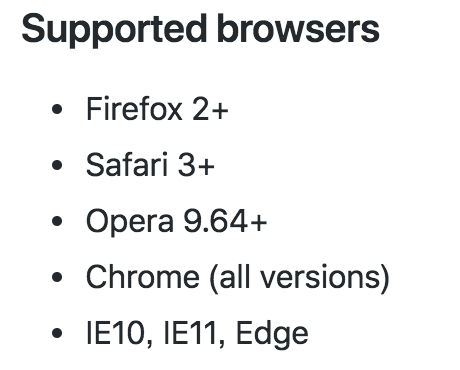 Supported browsers
• Firefox 2+
• Safari 3+
• Opera 9.64+
• Chrome (all versions)
• IE10, IE11, Edge